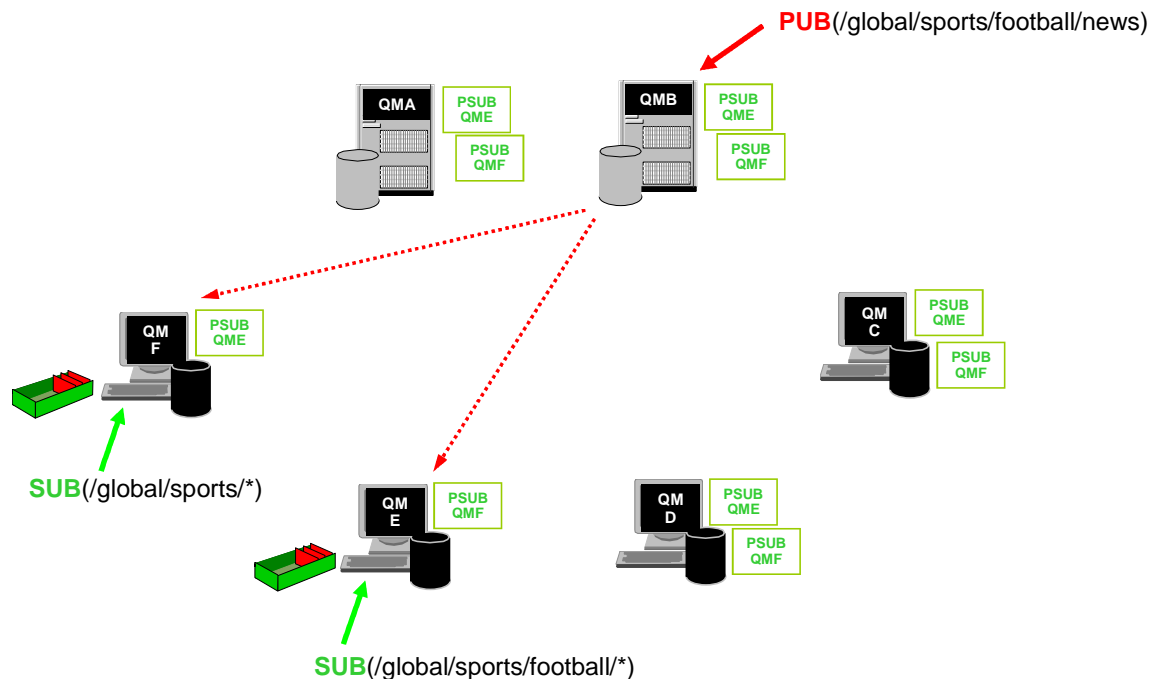 PUB(/global/sports/football/news)
QMA
PSUB
QME
PSUB
QMF
QMB
PSUB
QME
PSUB
QMF
QM
F
PSUB
QME
QM
C
PSUB
QME
PSUB
QMF
SUB(/global/sports/*)
QM
E
PSUB
QMF
QM
D
PSUB
QME
PSUB
QMF
SUB(/global/sports/football/*)